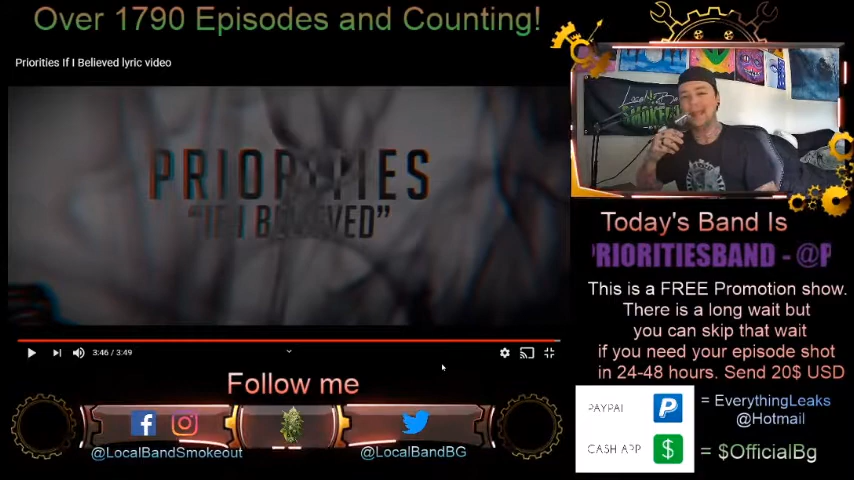 Over 1790 Episodes and Counting!
Priorities If I Believed lyric video
PRIORITIES
"IF I BELIEVED"
3:46 / 3:49
Follow me
@LocalBandSmokeout
@LocalBandBG
Today's Band Is
PRIORITIESBAND - @P
This is a FREE Promotion show.
There is a long wait but
you can skip that wait
if you need your episode shot
in 24-48 hours. Send 20$ USD
PAYPAL
= EverythingLeaks
@Hotmail
CASH APP
= $OfficialBg